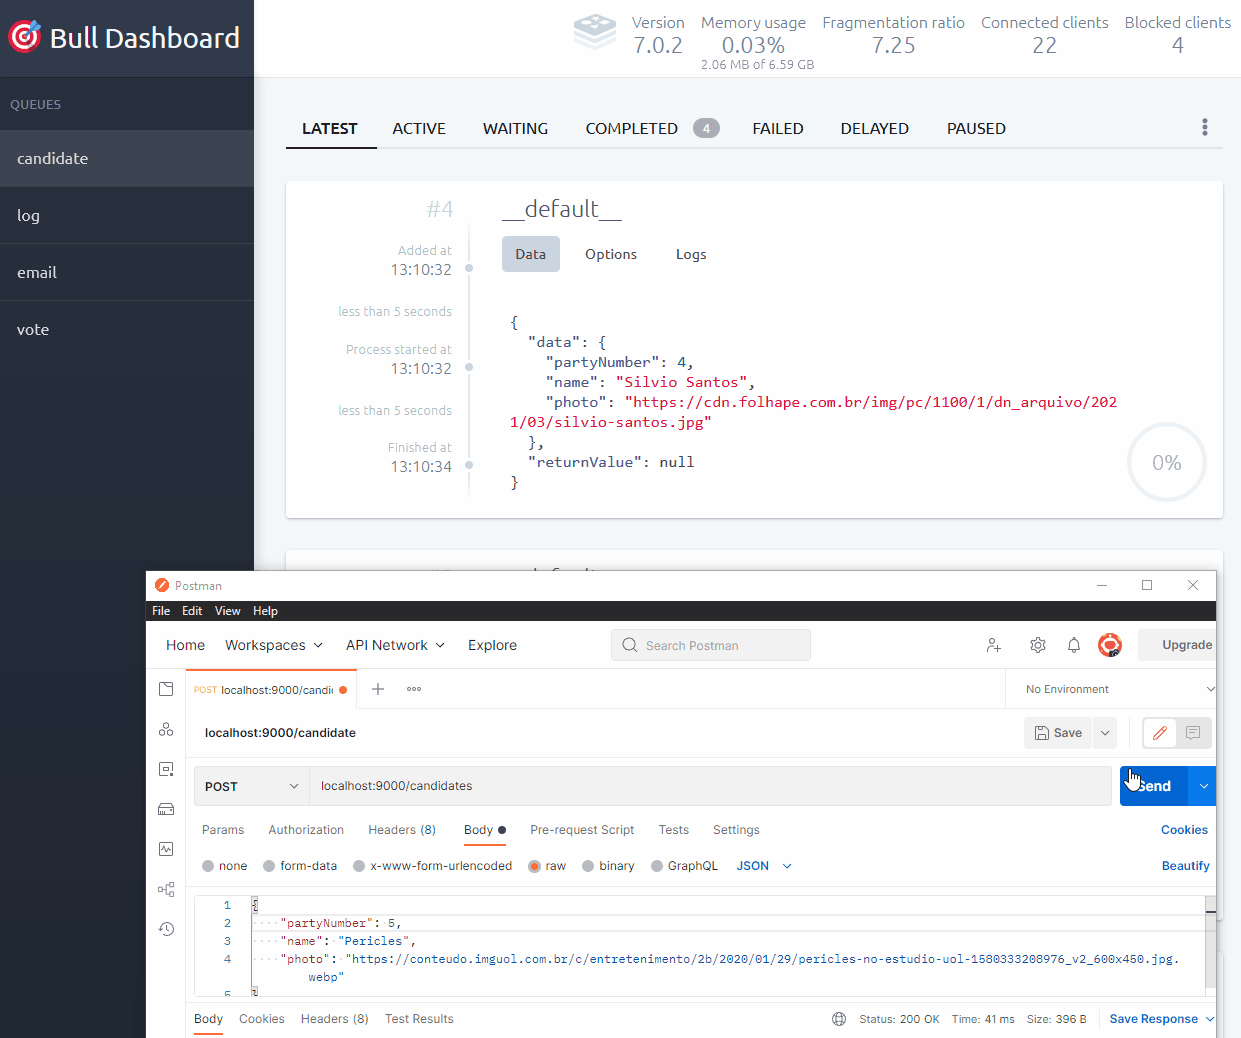 Bull Dashboard
Version
7.0.2
Memory usage
0.03%
2.06 MB of 6.59 GB
Fragmentation ratio
7.25
Connected clients
22
Blocked clients
4
QUEUES
candidate
log
email
vote
LATEST
ACTIVE
WAITING
COMPLETED 4
FAILED
DELAYED
PAUSED
#4
__default__
Added at
13:10:32
less than 5 seconds
Process started at
13:10:32
less than 5 seconds
Finished at
13:10:34
Data
Options
Logs
{
"data": {
"partyNumber": 4,
"name": "Silvio Santos",
"photo": "https://cdn.folhape.com.br/img/pc/1100/1/dn_arquivo/202
1/03/silvio-santos.jpg"
},
"returnValue": null
}
0%
Postman
File Edit View Help
Home Workspaces API Network Explore
Search Postman
Upgrade
POST localhost:9000/candi
No Environment
localhost:9000/candidate
Save
POST
localhost:9000/candidates
Send
Params Authorization Headers (8) Body Pre-request Script Tests Settings
Cookies
none form-data x-www-form-urlencoded raw binary GraphQL JSON
Beautify
1 {
2 "partyNumber": 5,
3 "name": "Pericles",
4 "photo": "https://conteudo.imguol.com.br/c/entretenimento/2b/2020/01/29/pericles-no-estudio-uol-1580333208976_v2_600x450.jpg.
webp"
5 }
Body Cookies Headers (8) Test Results
Status: 200 OK Time: 41 ms Size: 396 B
Save Response